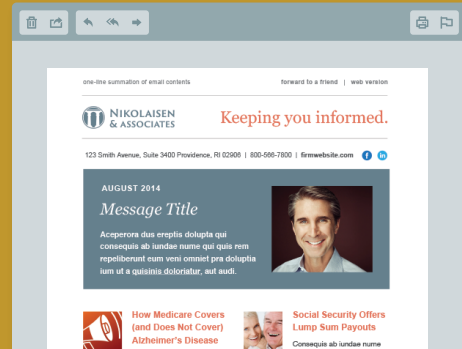 one-line summation of email contents
forward to a friend | web version
NIKOLAISEN
& ASSOCIATES
Keeping you informed.
123 Smith Avenue, Suite 3400 Providence, RI 02906 | 800-566-7800 | firmwebsite.com
AUGUST 2014
Message Title
Aceperora dus ereptis dolupta qui
consequis ab iundae nume qui quis rem
repeliberunt eum veni omniet pra doluptia
ium ut a quisinis doloriatur, aut audi.
How Medicare Covers
(and Does Not Cover)
Alzheimer's Disease
Social Security Offers
Lump Sum Payouts
Consequis ab iundae nume